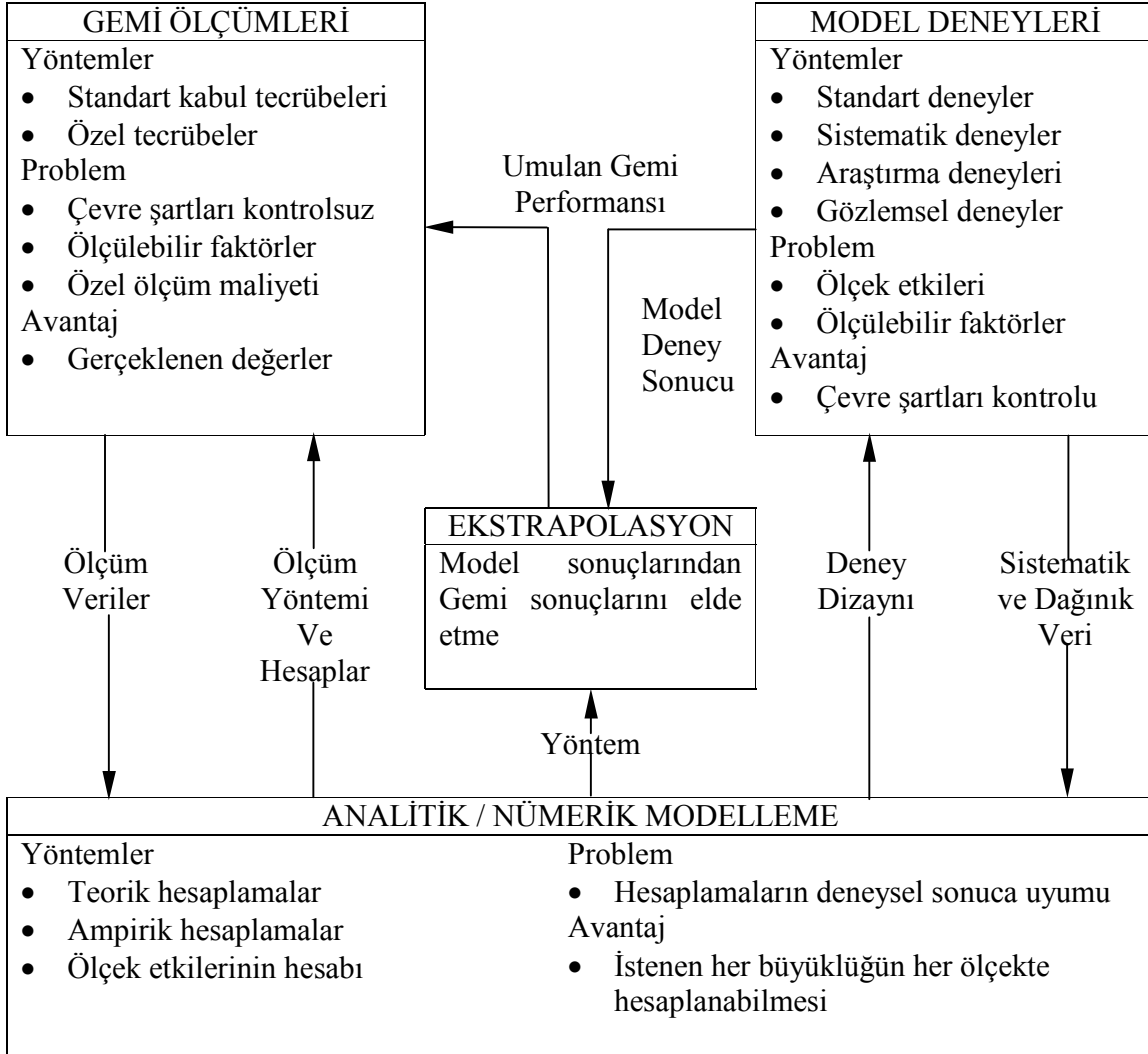 GEMİ ÖLÇÜMLERİ
Yöntemler
• Standart kabul tecrübeleri
• Özel tecrübeler
Problem
• Çevre şartları kontrolsuz
• Ölçülebilir faktörler
• Özel ölçüm maliyeti
Avantaj
• Gerçeklenen değerler
Umulan Gemi
Performansı
MODEL DENEYLERİ
Yöntemler
• Standart deneyler
• Sistematik deneyler
• Araştırma deneyleri
• Gözlemsel deneyler
Problem
• Ölçek etkileri
• Ölçülebilir faktörler
Avantaj
• Çevre şartları kontrolu
Model
Deney
Sonucu
EKSTRAPOLASYON
Model sonuçlarından
Gemi sonuçlarını elde
etme
Ölçüm
Veriler
Ölçüm
Yöntemi
Ve
Hesaplar
Yöntem
Deney
Dizaynı
Sistematik
ve Dağınık
Veri
ANALİTİK / NÜMERİK MODELLEME
Yöntemler
• Teorik hesaplamalar
• Ampirik hesaplamalar
• Ölçek etkilerinin hesabı
Problem
• Hesaplamaların deneysel sonuca uyumu
Avantaj
• İstenen her büyüklüğün her ölçekte
hesaplanabilmesi